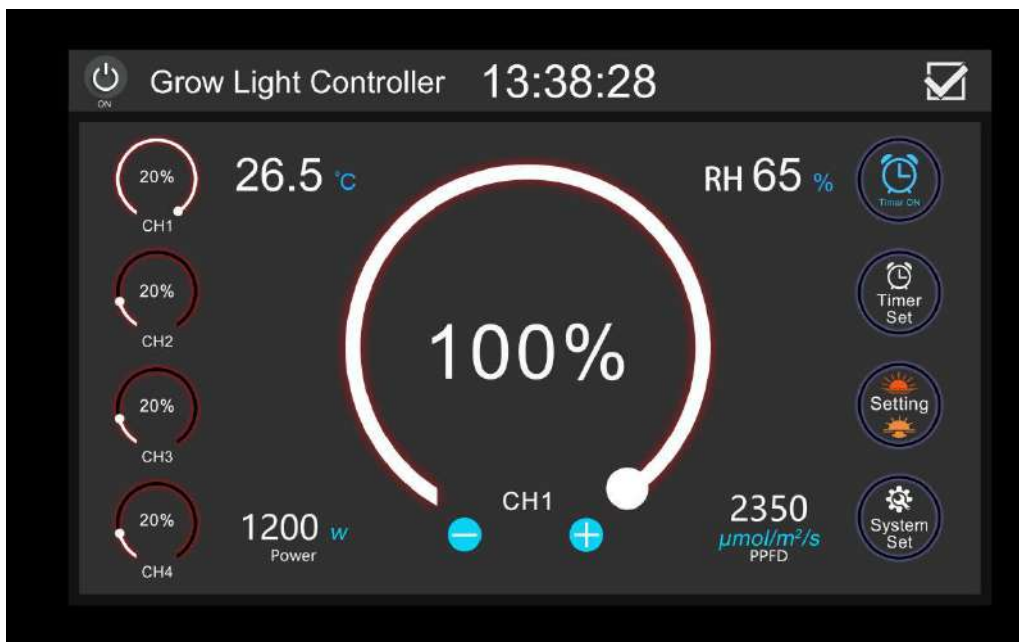 Grow Light Controller 13:38:28
ON
20%
CH1
26.5 °C
RH 65 %
Timer ON
20%
CH2
100%
Timer
Set
20%
CH3
Setting
20%
CH4
1200 w
Power
CH1
2350
μmol/m²/s
PPFD
System
Set